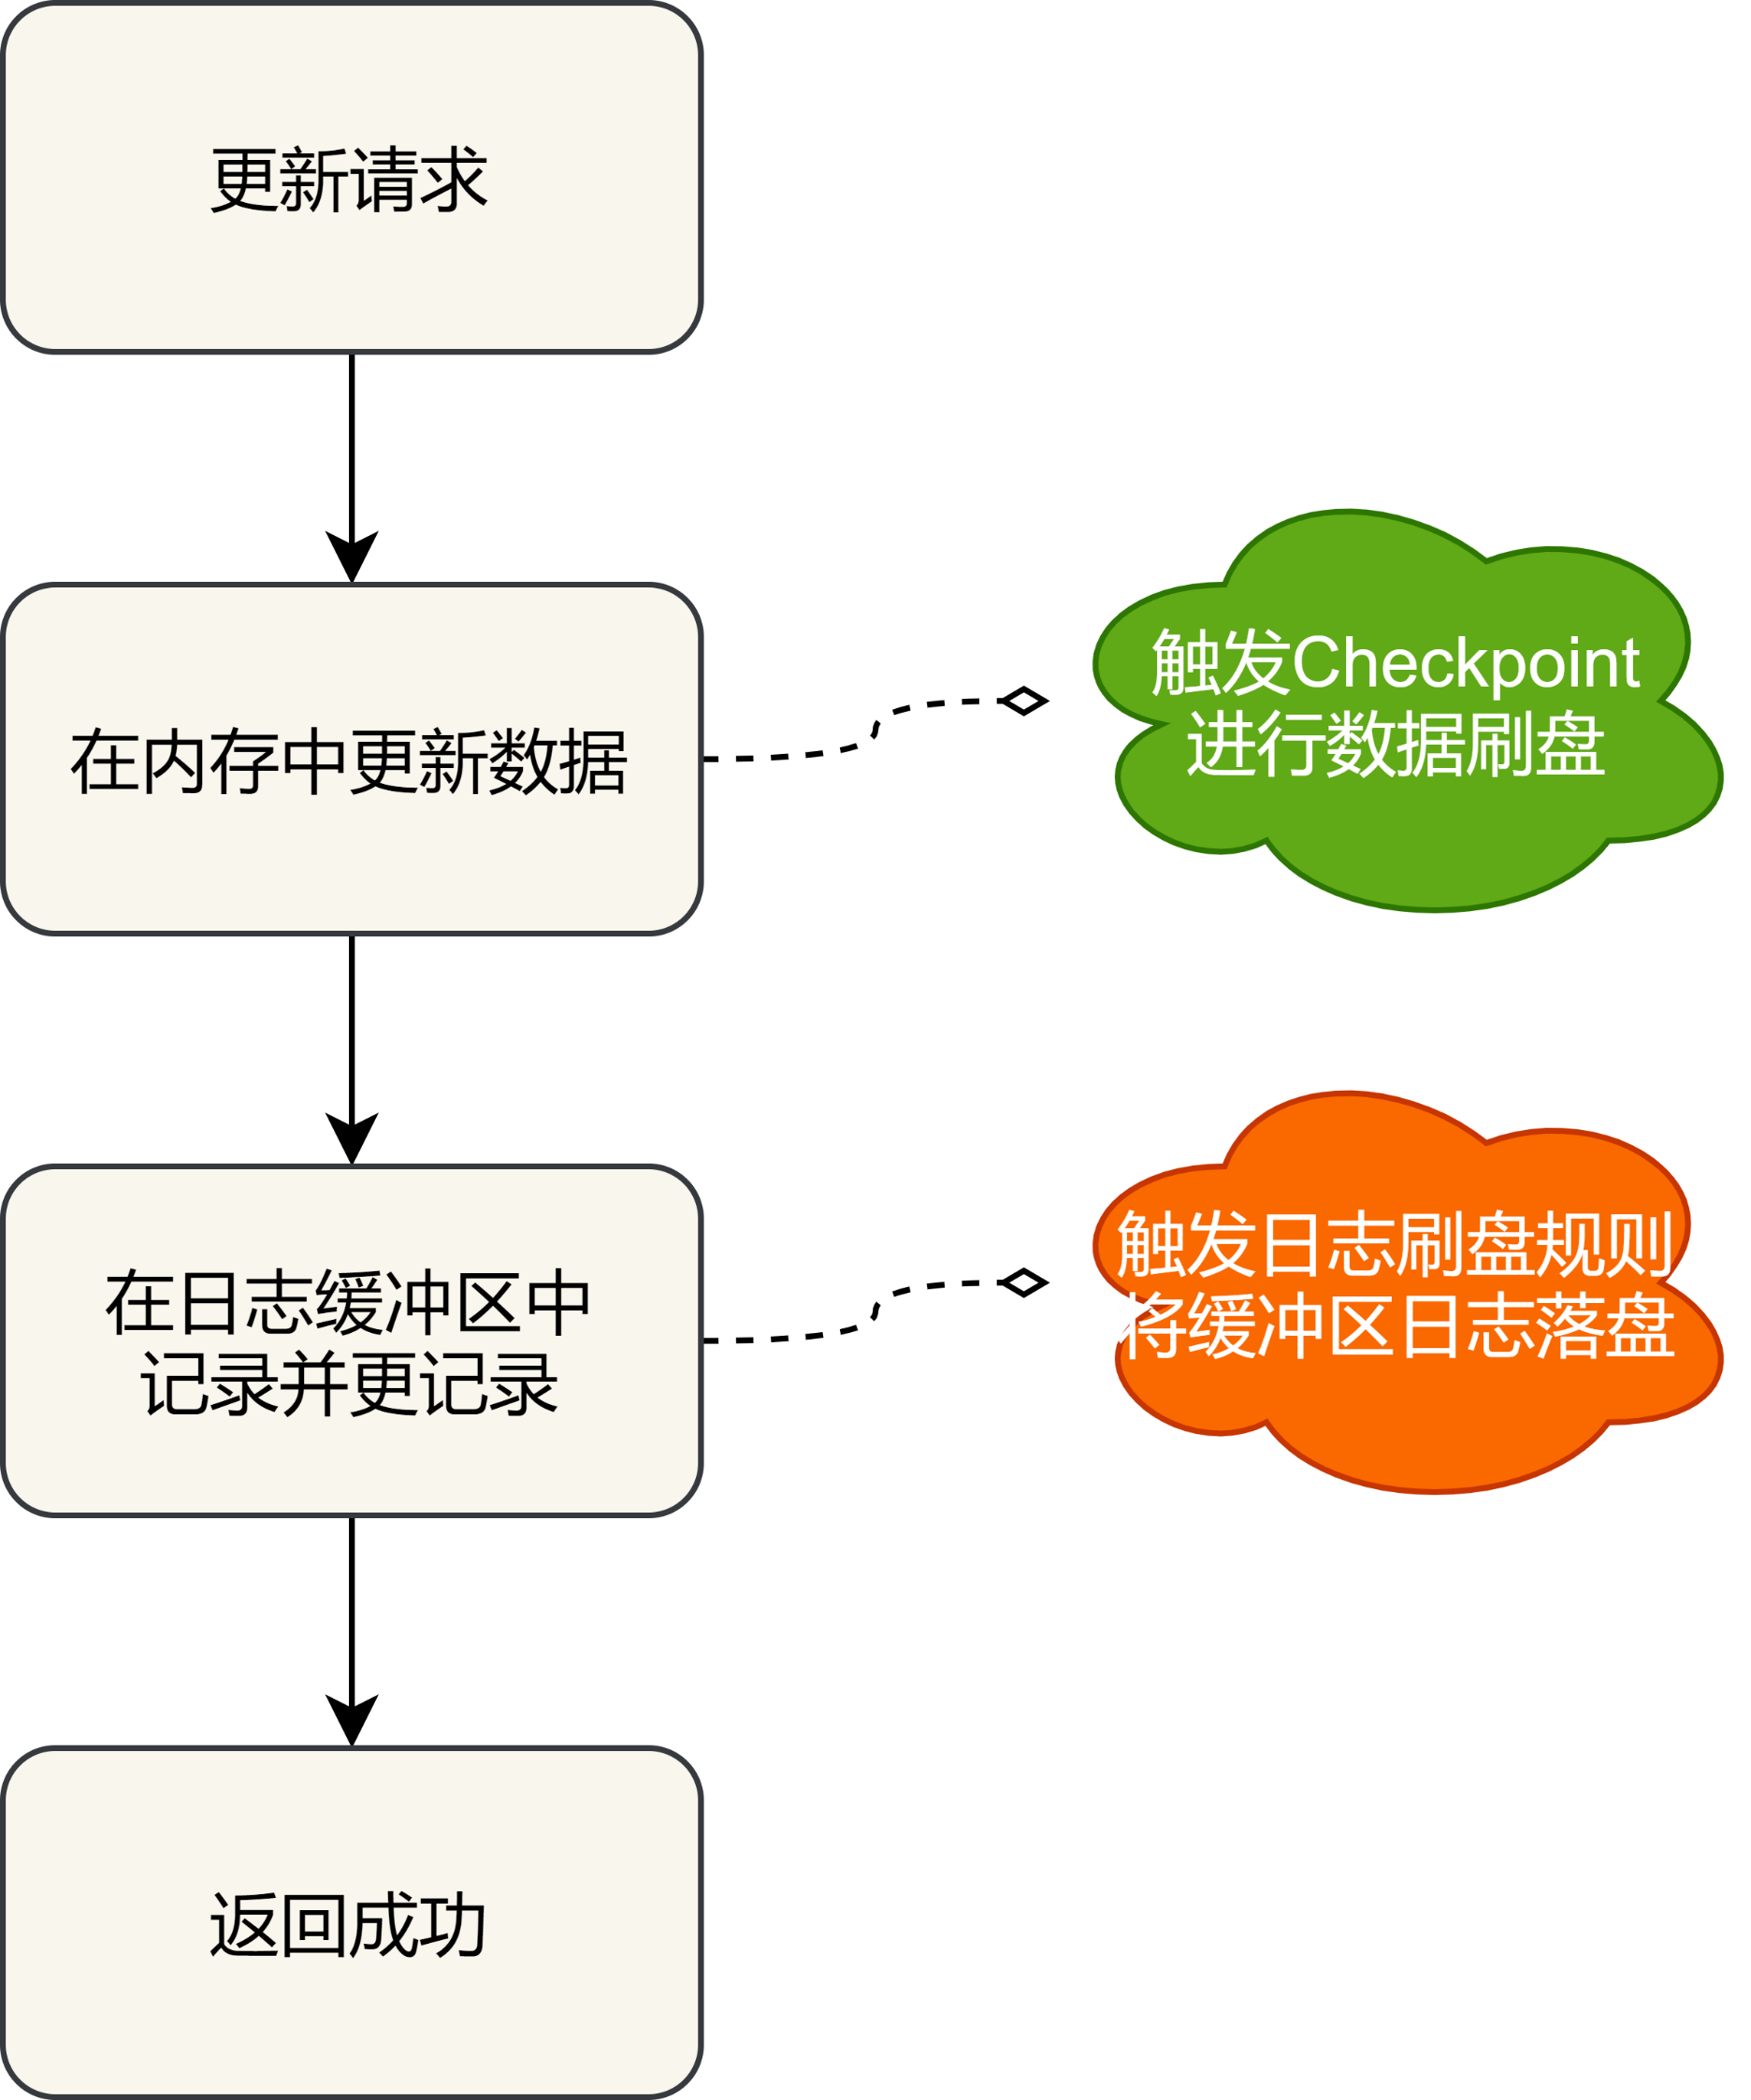 更新请求
在内存中更新数据
触发Checkpoint
进行数据刷盘
在日志缓冲区中
记录并更记录
触发日志刷盘规则
将缓冲区日志落盘
返回成功